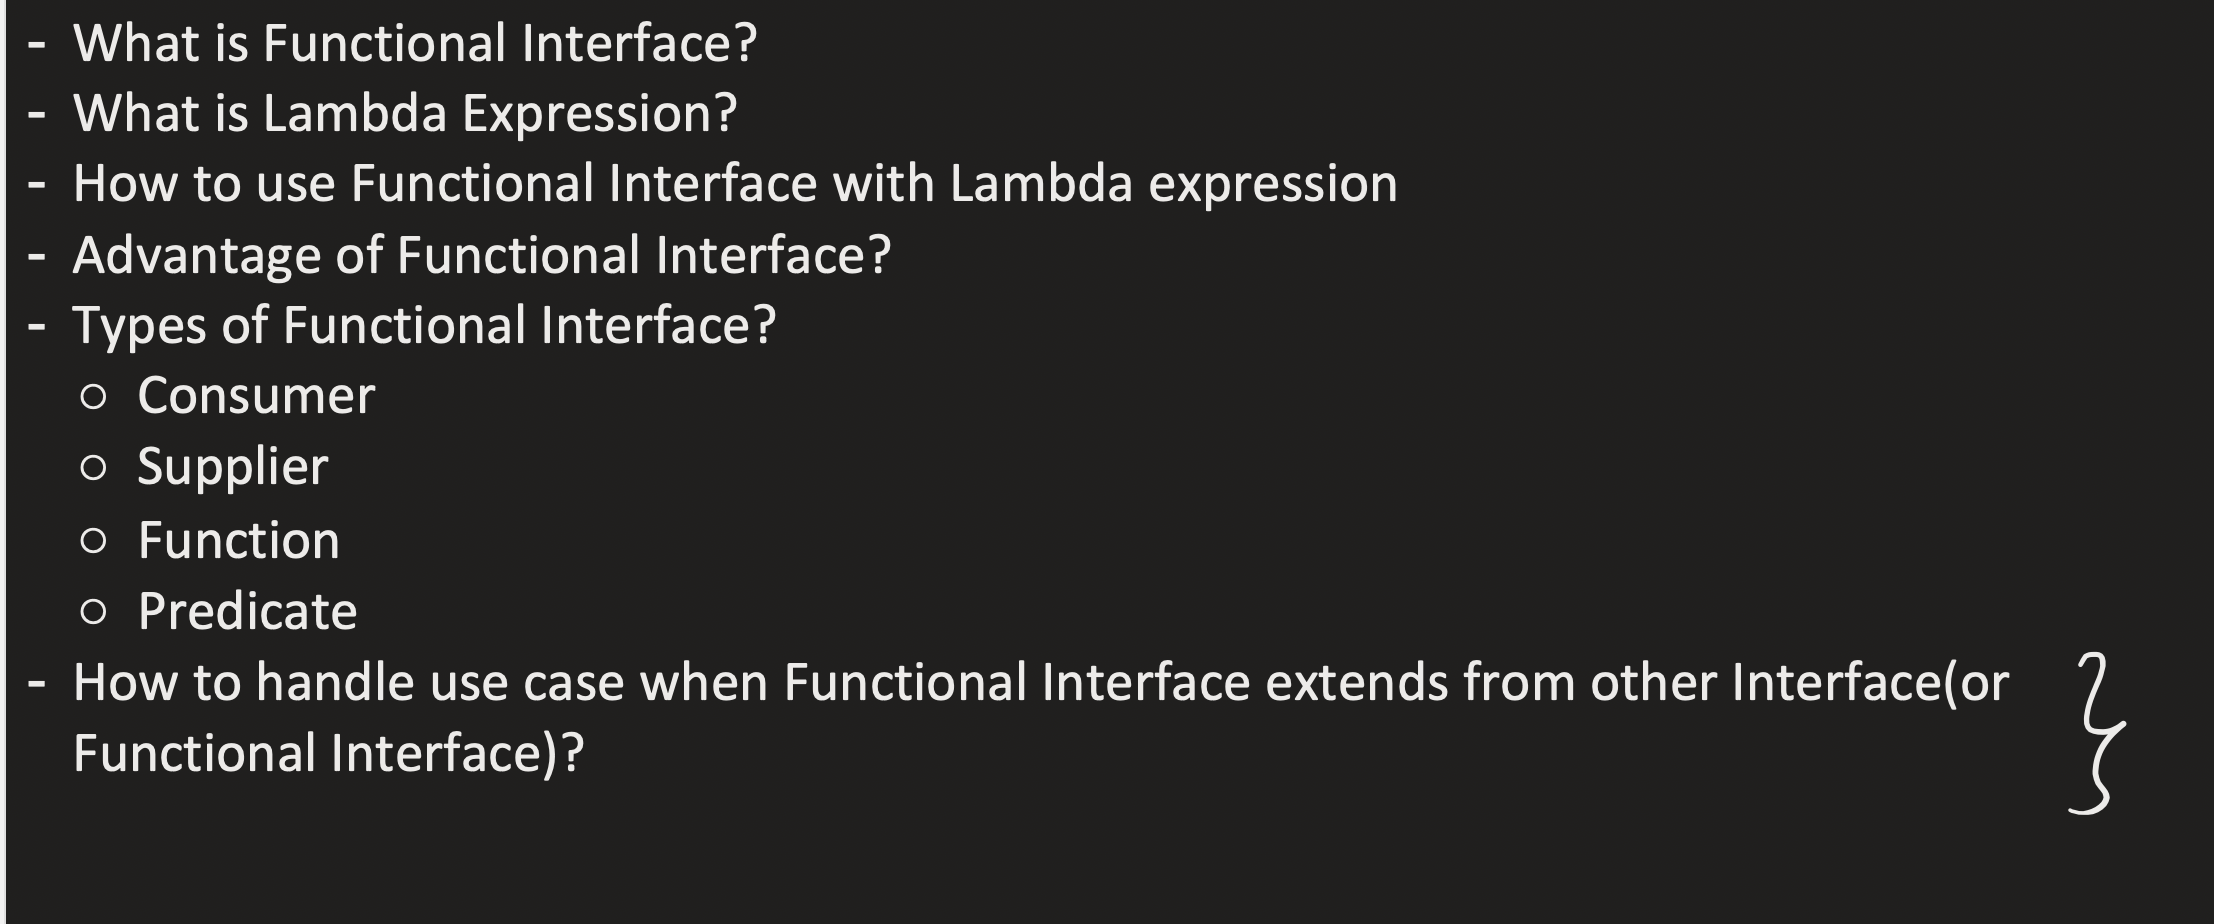 - What is Functional Interface?
- What is Lambda Expression?
- How to use Functional Interface with Lambda expression
- Advantage of Functional Interface?
- Types of Functional Interface?
○ Consumer
○ Supplier
○ Function
○ Predicate
- How to handle use case when Functional Interface extends from other Interface(or
Functional Interface)?